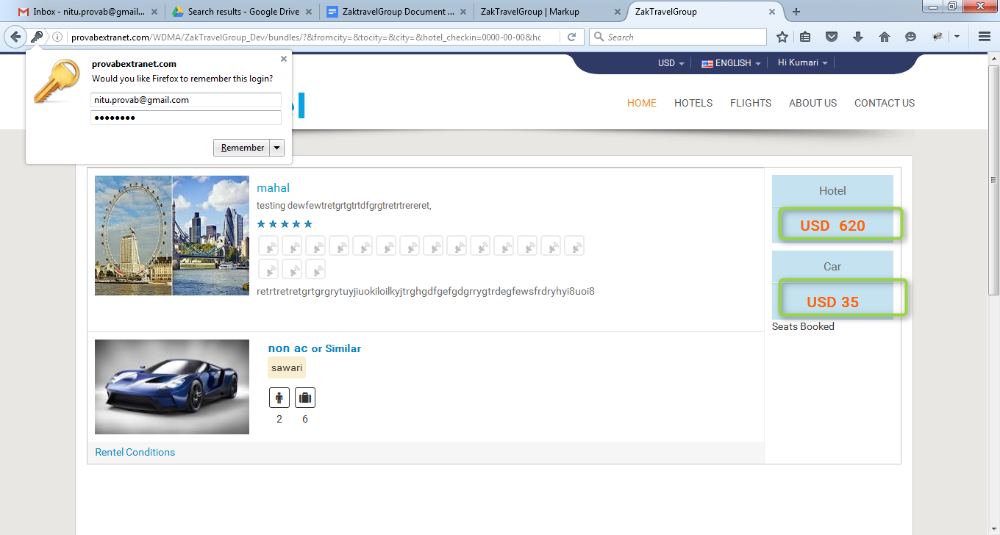 Inbox - nitu.provab@gmail...
Search results - Google Drive
ZaktravelGroup Document ...
ZakTravelGroup | Markup
ZakTravelGroup
provabextranet.com/WDMA/ZakTravelGroup_Dev/bundles/?&fromcity=&tocity=&city=&hotel_checkin=0000-00-00&hc
Search
provabextranet.com
Would you like Firefox to remember this login?
nitu.provab@gmail.com
●●●●●●●●
Remember
USD
ENGLISH
Hi Kumari
HOME
HOTELS
FLIGHTS
ABOUT US
CONTACT US
mahal
testing dewfewtretgrtgtrtdfgrgtretrtrereret,
retrtretretgrtgrgrytuyjiuokiloilkyjtrghgdfgefgdgrrygtrdegfewsfrdryhyi8uoi8
Hotel
USD 620
Car
USD 35
Seats Booked
non ac or Similar
sawari
2 6
Rentel Conditions